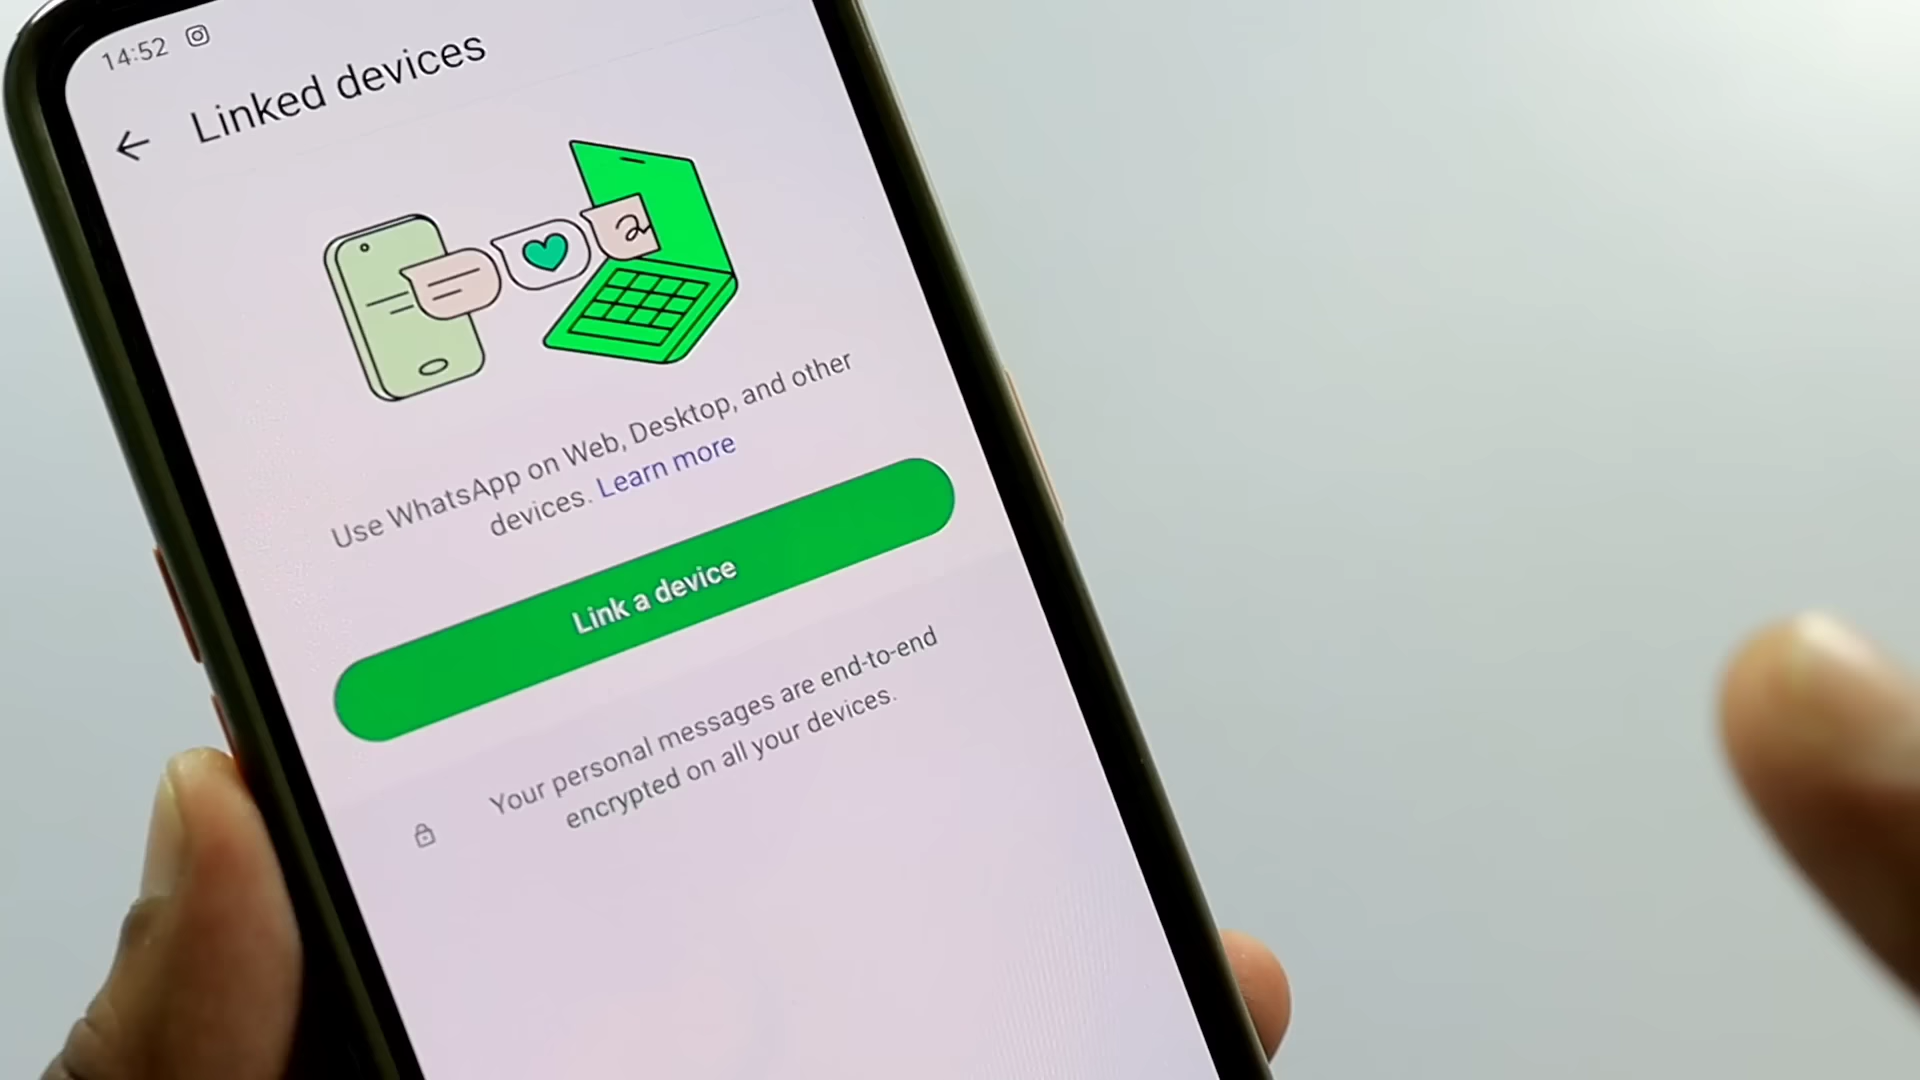 14:52
Linked devices
Use WhatsApp on Web, Desktop, and other
devices. Learn more
Link a device
Your personal messages are end-to-end
encrypted on all your devices.